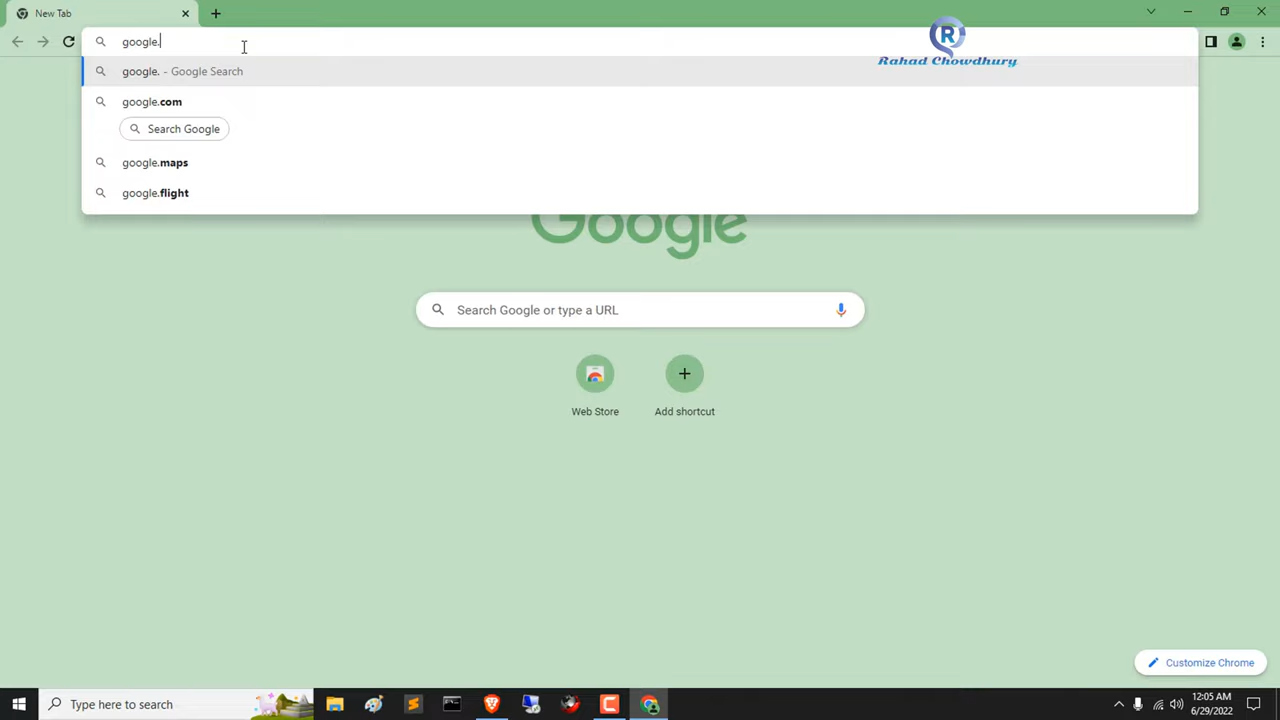 New Tab
google.
google. - Google Search
google.com
Search Google
google.maps
google.flight
R
Rahad Chowdhury
Google
Search Google or type a URL
Web Store
Add shortcut
Customize Chrome
Type here to search
12:05 AM
6/29/2022